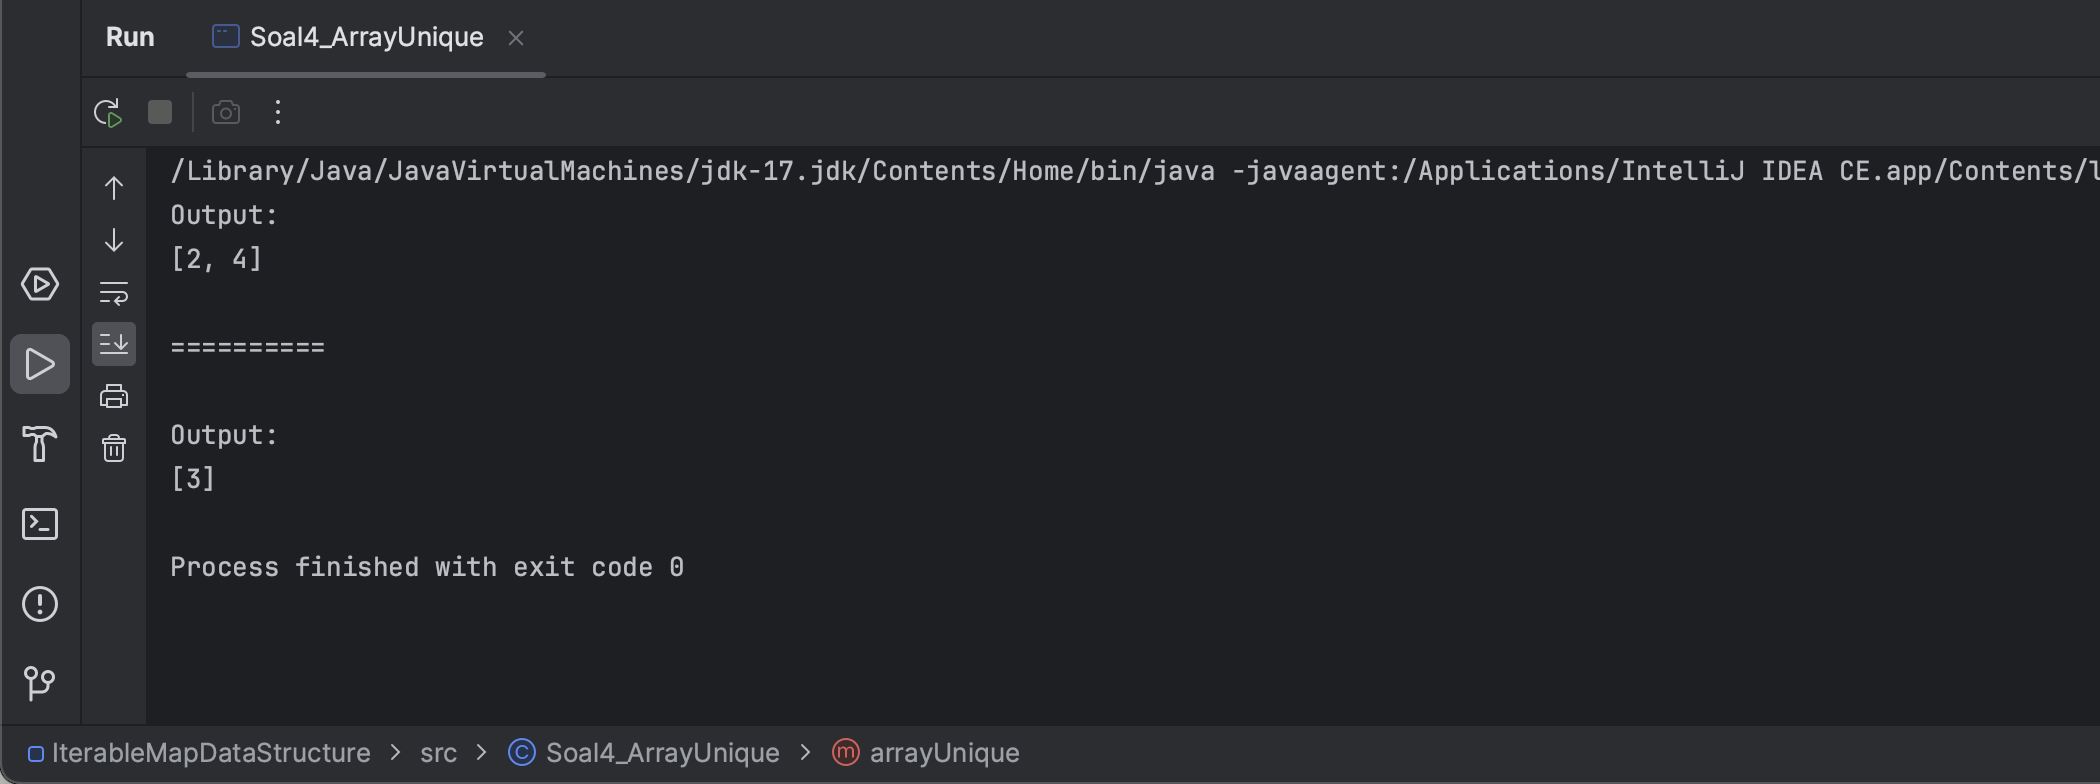 Run Soal4_ArrayUnique
/Library/Java/JavaVirtualMachines/jdk-17.jdk/Contents/Home/bin/java -javaagent:/Applications/IntelliJ IDEA CE.app/Contents/l
Output:
[2, 4]
==========
Output:
[3]
Process finished with exit code 0
IterableMapDataStructure > src > C Soal4_ArrayUnique > m arrayUnique